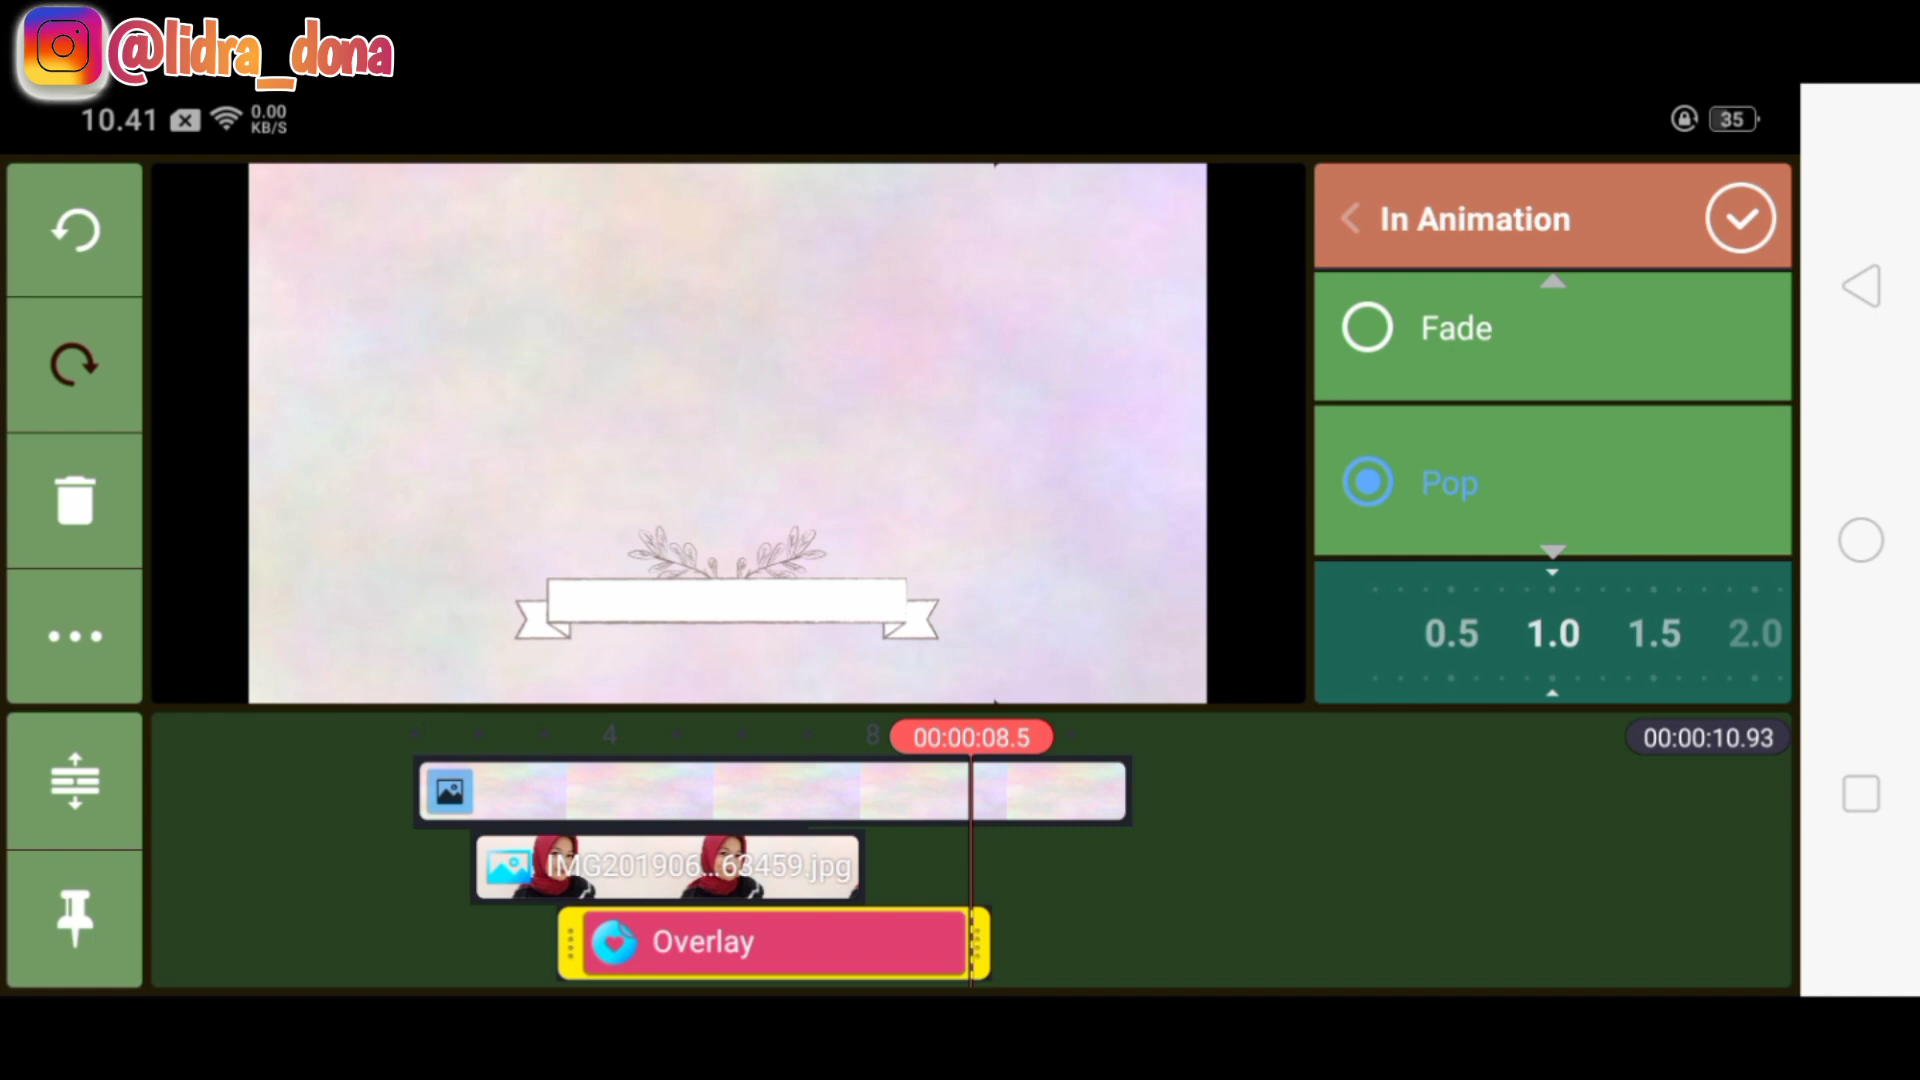 @lidra_dona
10.41 0.00 KB/S 35
In Animation
Fade
Pop
0.5 1.0 1.5 2.0
4 8 00:00:08.5 00:00:10.93
IMG201906...63459.jpg
Overlay